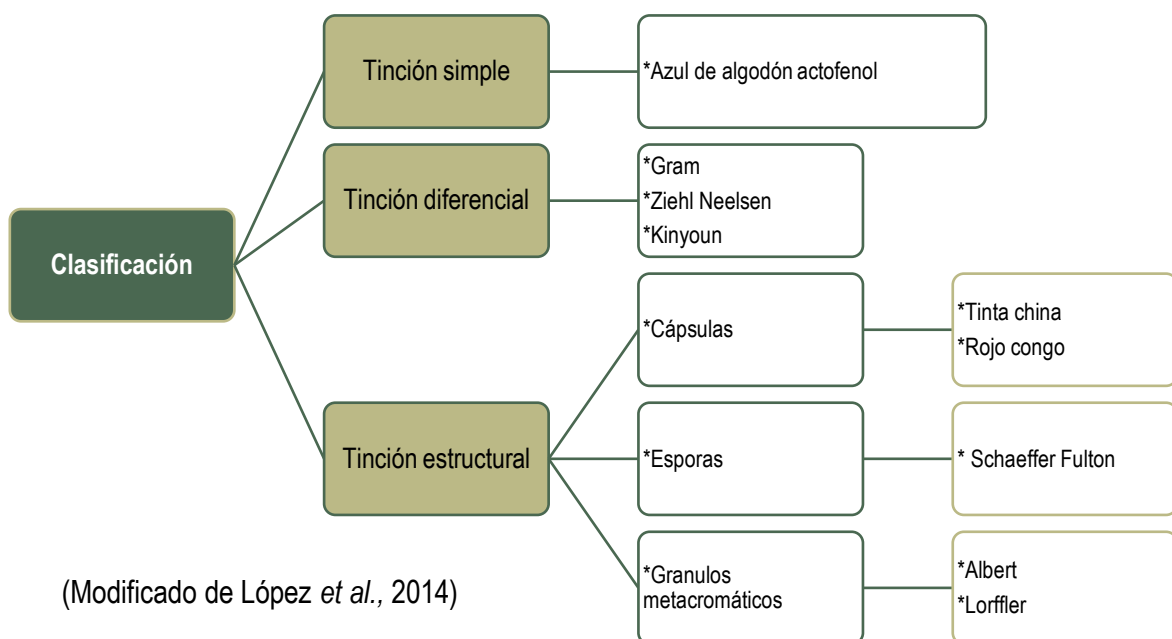 Tinción simple
*Azul de algodón actofenol
Tinción diferencial
*Gram
*Ziehl Neelsen
*Kinyoun
Clasificación
*Cápsulas
*Tinta china
*Rojo congo
Tinción estructural
*Esporas
* Schaeffer Fulton
*Granulos
metacromáticos
*Albert
*Lorffler
(Modificado de López et al., 2014)